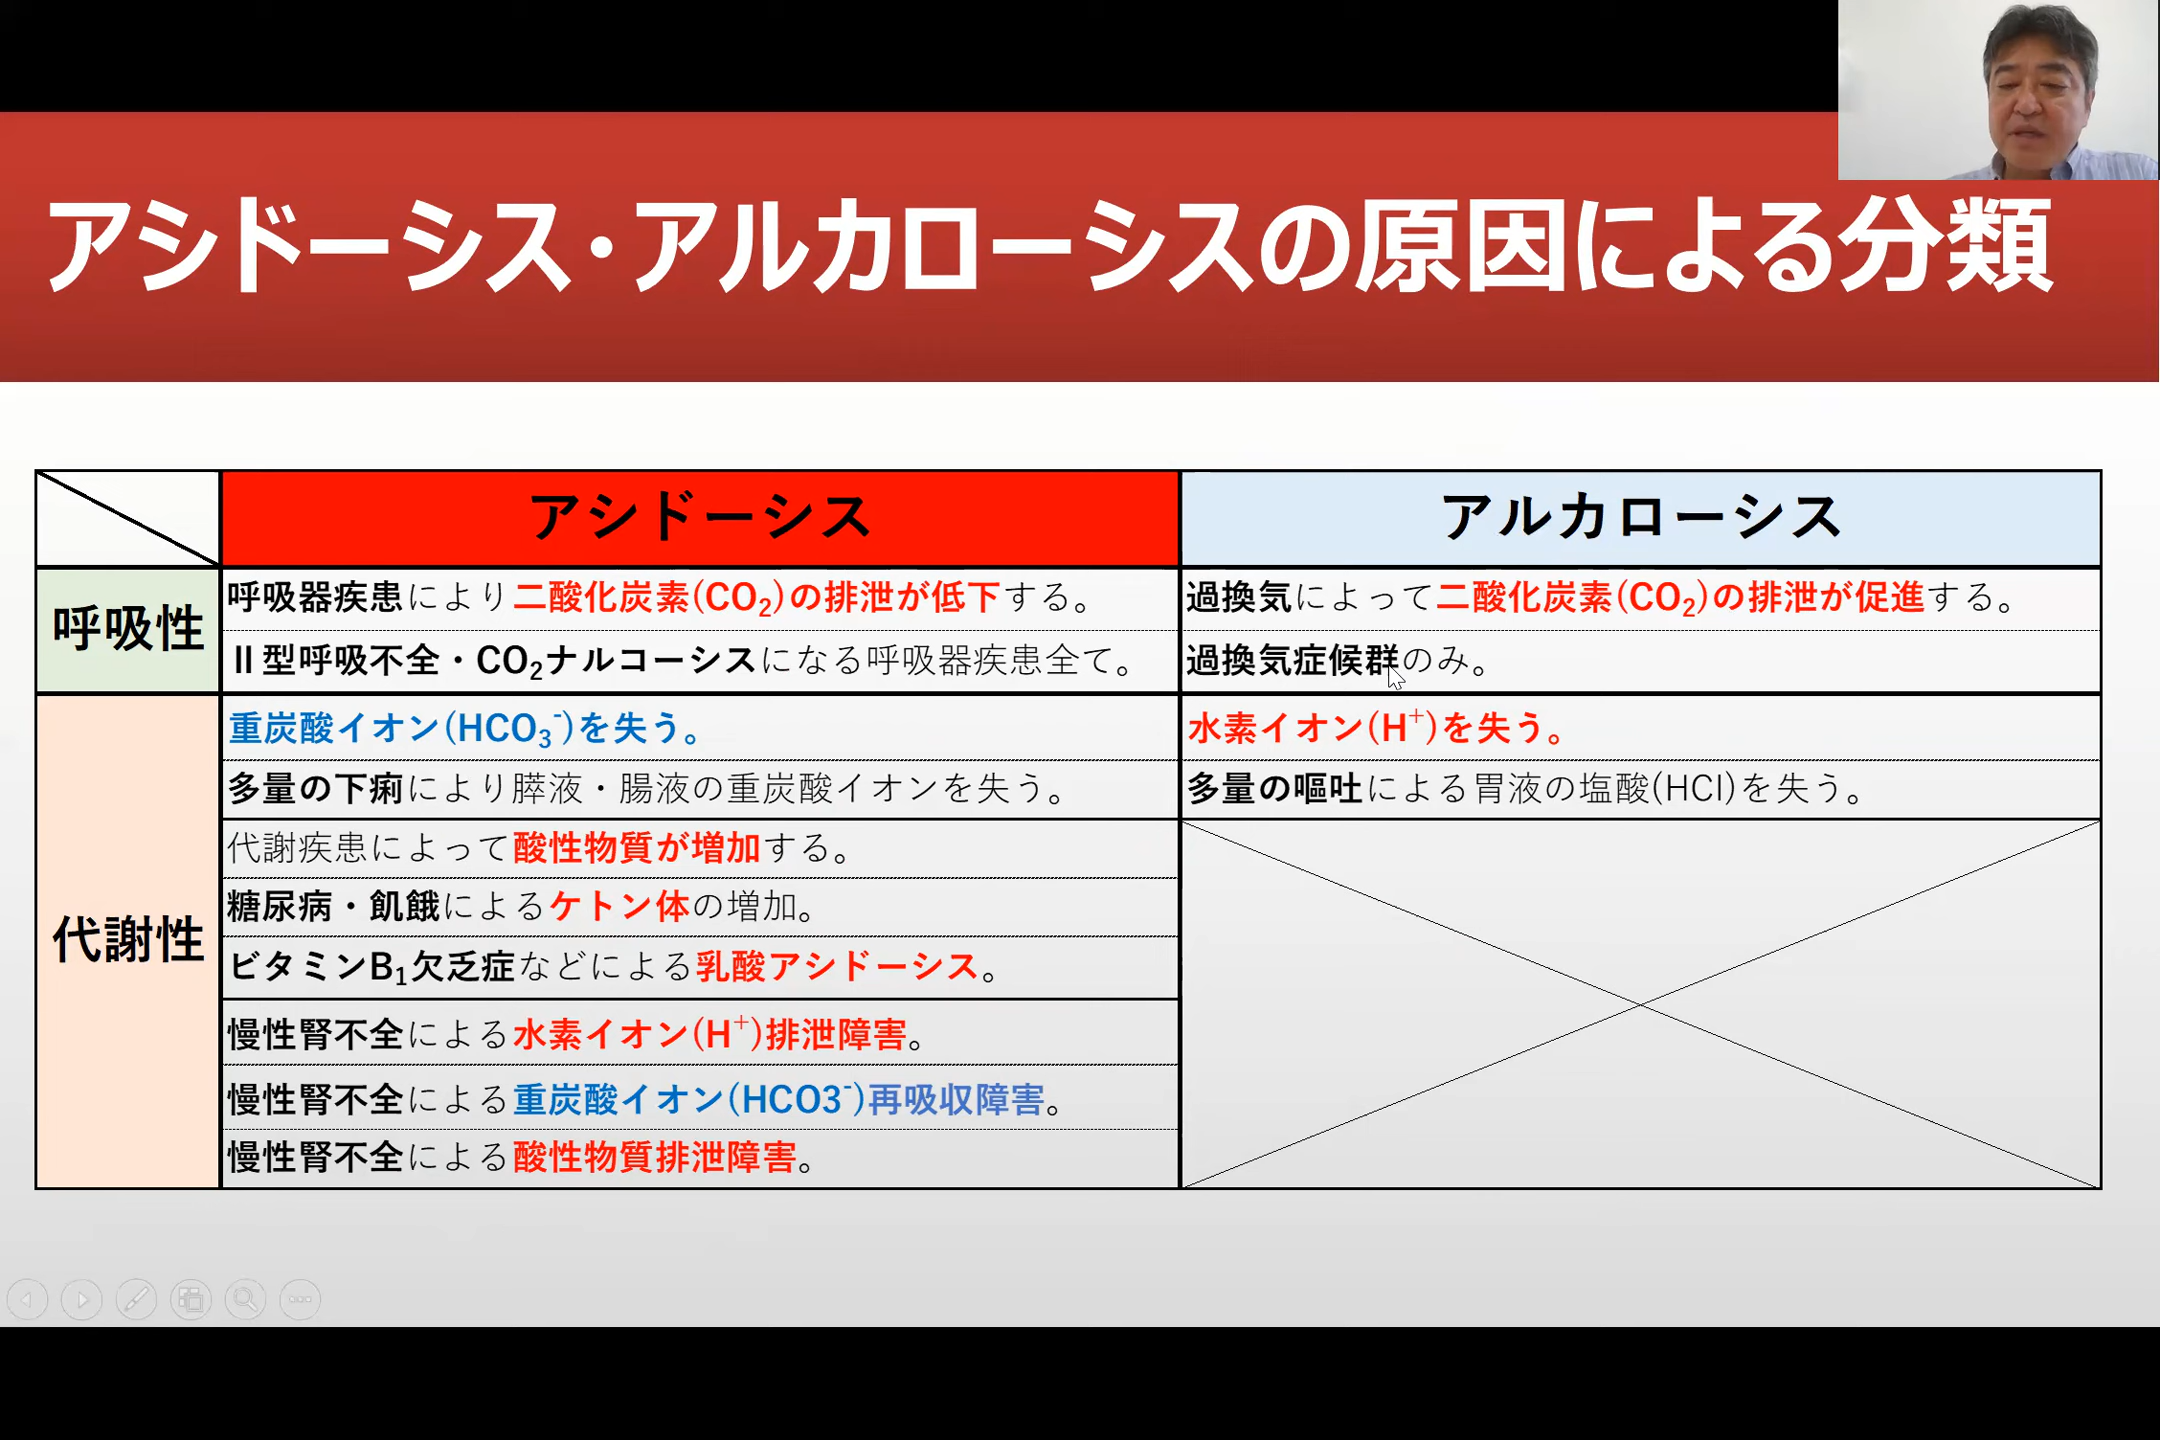 アシドーシス・アルカローシスの原因による分類
アシドーシス
アルカローシス
呼吸性
呼吸器疾患により二酸化炭素(CO₂)の排泄が低下する。
過換気によって二酸化炭素(CO₂)の排泄が促進する。
Ⅱ型呼吸不全・CO₂ナルコーシスになる呼吸器疾患全て。
過換気症候群のみ。
代謝性
重炭酸イオン(HCO₃⁻)を失う。
水素イオン(H⁺)を失う。
多量の下痢により膵液・腸液の重炭酸イオンを失う。
多量の嘔吐による胃液の塩酸(HCl)を失う。
代謝疾患によって酸性物質が増加する。
糖尿病・飢餓によるケトン体の増加。
ビタミンB₁欠乏症などによる乳酸アシドーシス。
慢性腎不全による水素イオン(H⁺)排泄障害。
慢性腎不全による重炭酸イオン(HCO3⁻)再吸収障害。
慢性腎不全による酸性物質排泄障害。